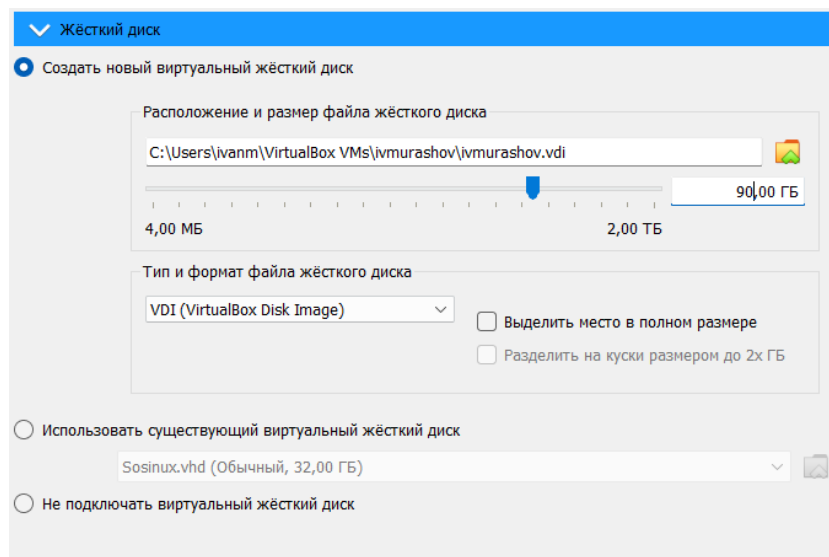 Жёсткий диск
Создать новый виртуальный жёсткий диск
Расположение и размер файла жёсткого диска
C:\Users\ivanm\VirtualBox VMs\ivmurashov\ivmurashov.vdi
90,00 ГБ
4,00 МБ 2,00 ТБ
Тип и формат файла жёсткого диска
VDI (VirtualBox Disk Image)
Выделить место в полном размере
Разделить на куски размером до 2х ГБ
Использовать существующий виртуальный жёсткий диск
Sosinux.vhd (Обычный, 32,00 ГБ)
Не подключать виртуальный жёсткий диск